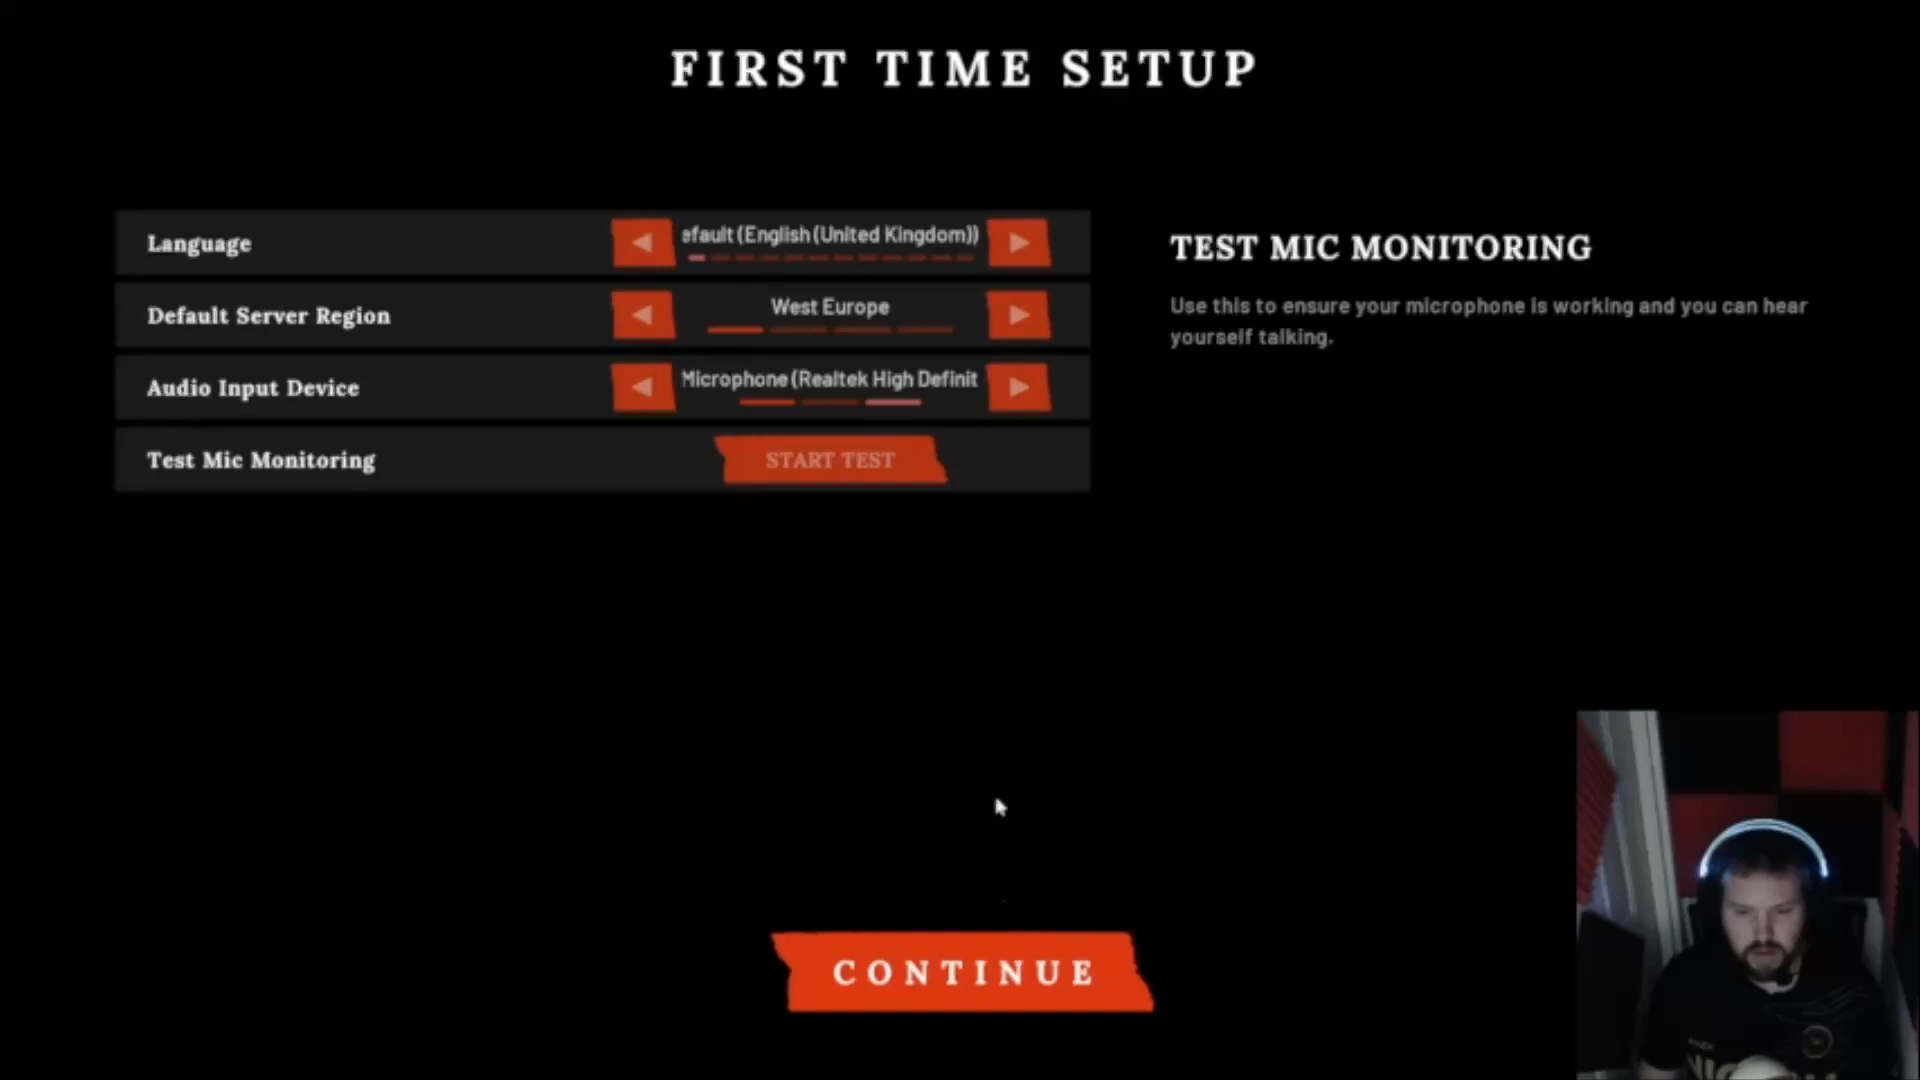 FIRST TIME SETUP
Language
efault (English (United Kingdom))
Default Server Region
West Europe
Audio Input Device
Microphone (Realtek High Definit
Test Mic Monitoring
START TEST
TEST MIC MONITORING
Use this to ensure your microphone is working and you can hear
yourself talking.
CONTINUE